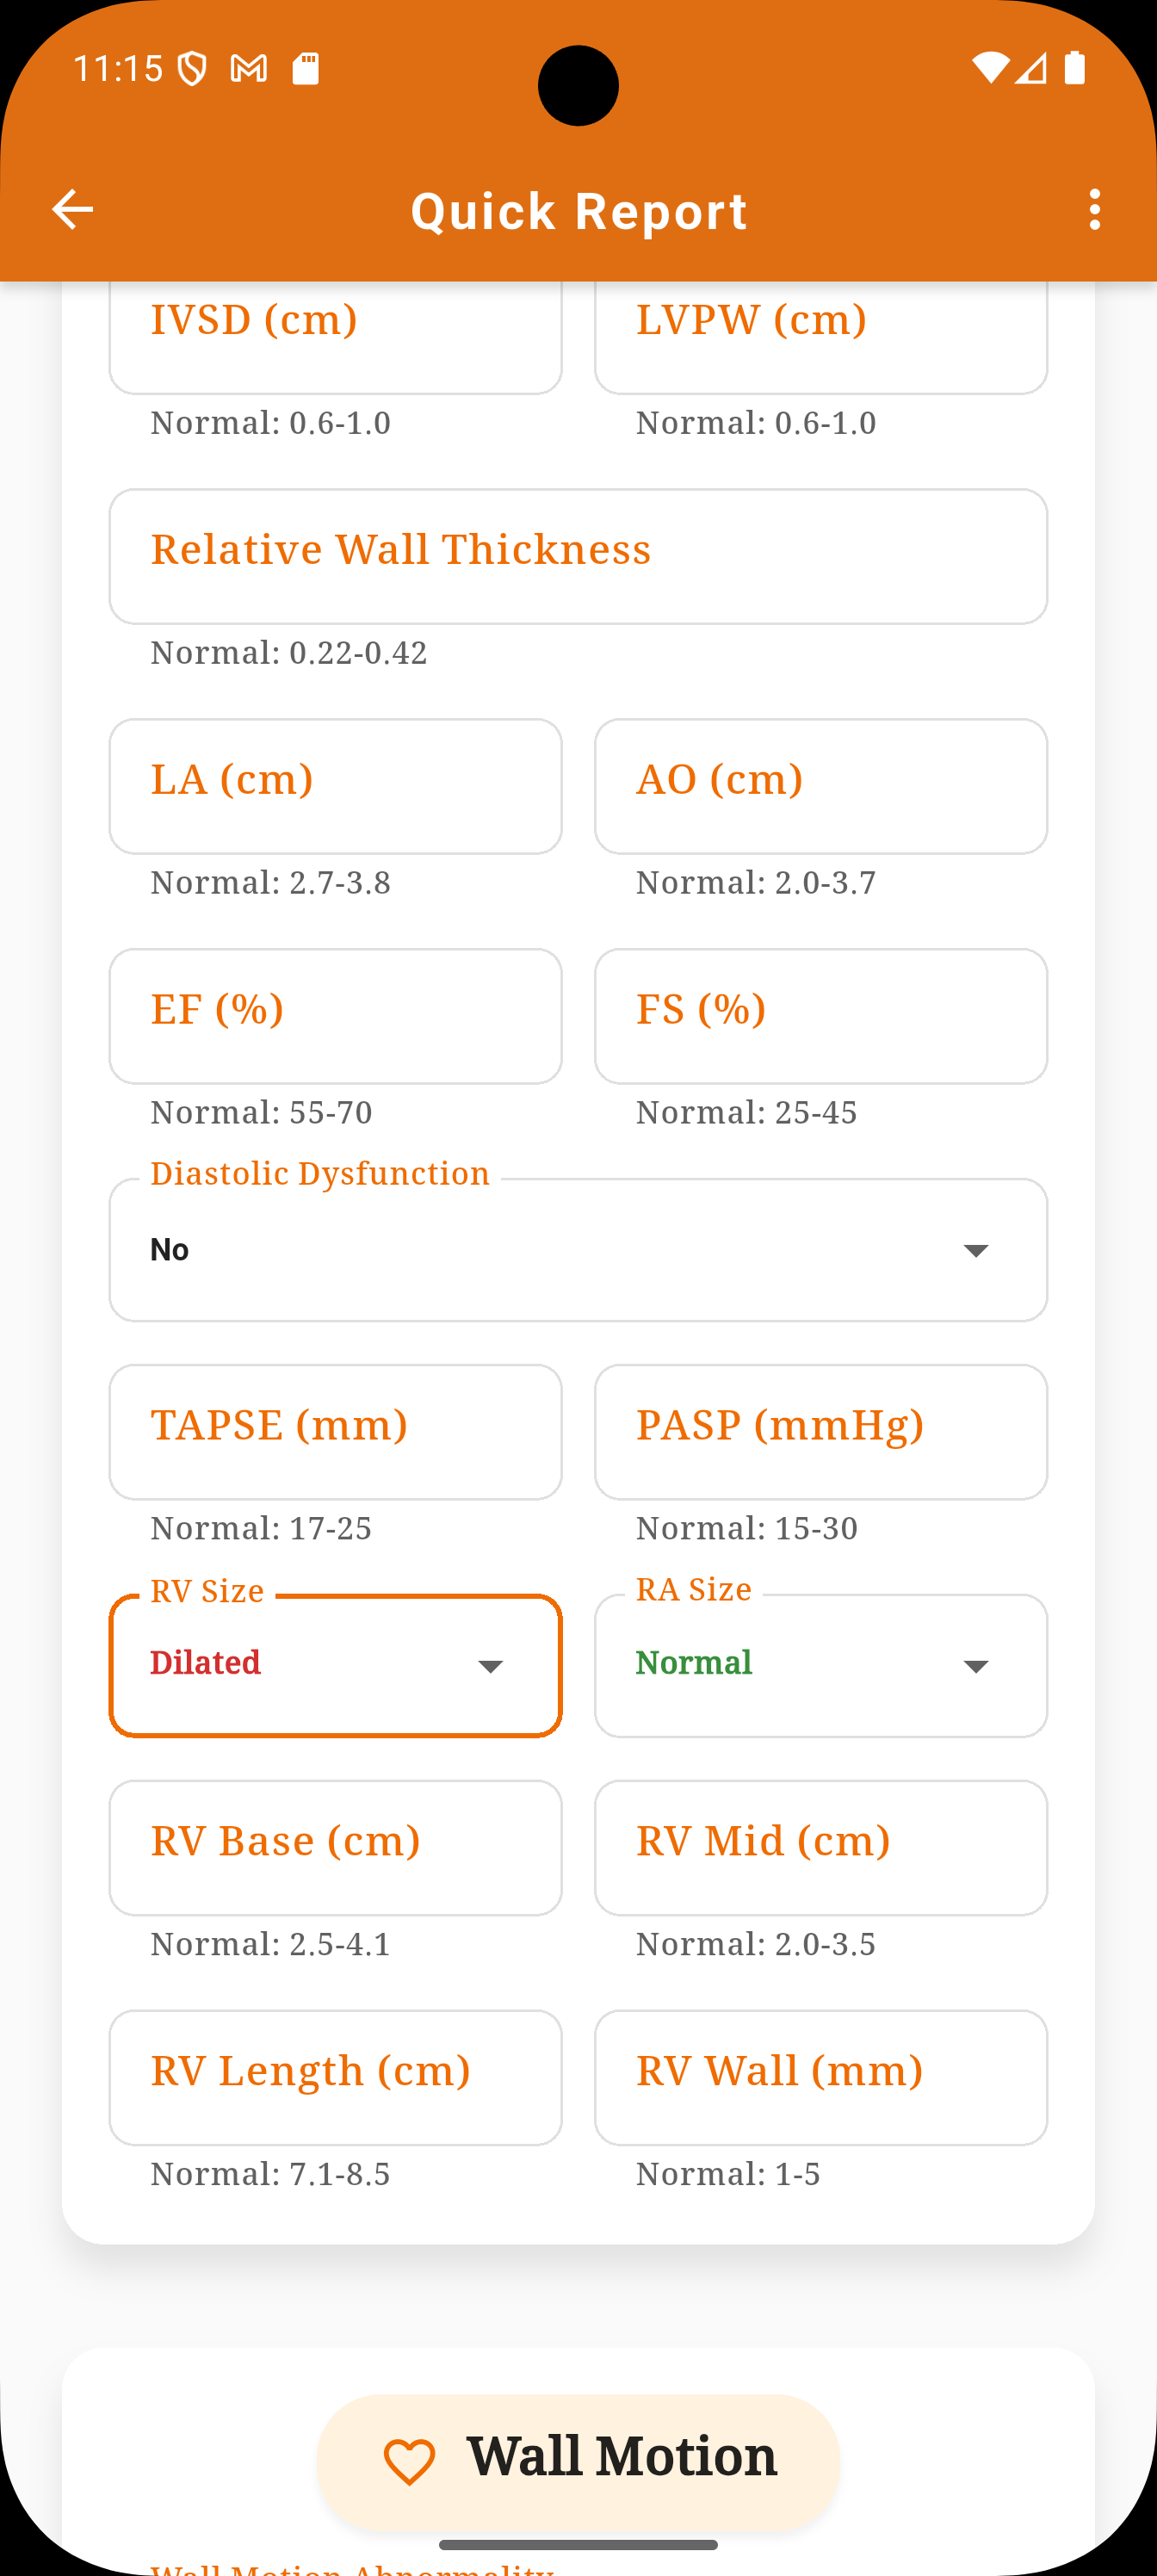 11:15
Quick Report
IVSD (cm) LVPW (cm)
Normal: 0.6-1.0 Normal: 0.6-1.0
Relative Wall Thickness
Normal: 0.22-0.42
LA (cm) AO (cm)
Normal: 2.7-3.8 Normal: 2.0-3.7
EF (%) FS (%)
Normal: 55-70 Normal: 25-45
Diastolic Dysfunction
No
TAPSE (mm) PASP (mmHg)
Normal: 17-25 Normal: 15-30
RV Size RA Size
Dilated Normal
RV Base (cm) RV Mid (cm)
Normal: 2.5-4.1 Normal: 2.0-3.5
RV Length (cm) RV Wall (mm)
Normal: 7.1-8.5 Normal: 1-5
Wall Motion
Wall Motion Abnormality